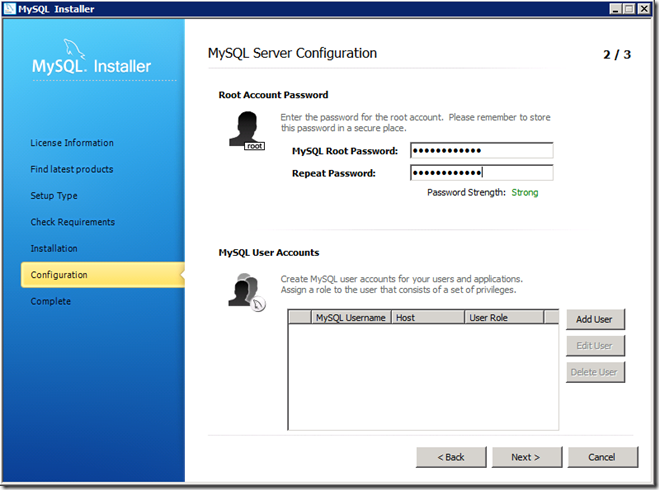 MySQL Installer
MySQL Server Configuration
2 / 3
MySQL. Installer
License Information
Find latest products
Setup Type
Check Requirements
Installation
Configuration
Complete
Root Account Password
root
Enter the password for the root account. Please remember to store
this password in a secure place.
MySQL Root Password: ●●●●●●●●●●●●
Repeat Password: ●●●●●●●●●●●●
Password Strength: Strong
MySQL User Accounts
Create MySQL user accounts for your users and applications.
Assign a role to the user that consists of a set of privileges.
MySQL Username Host User Role
Add User
Edit User
Delete User
< Back Next > Cancel